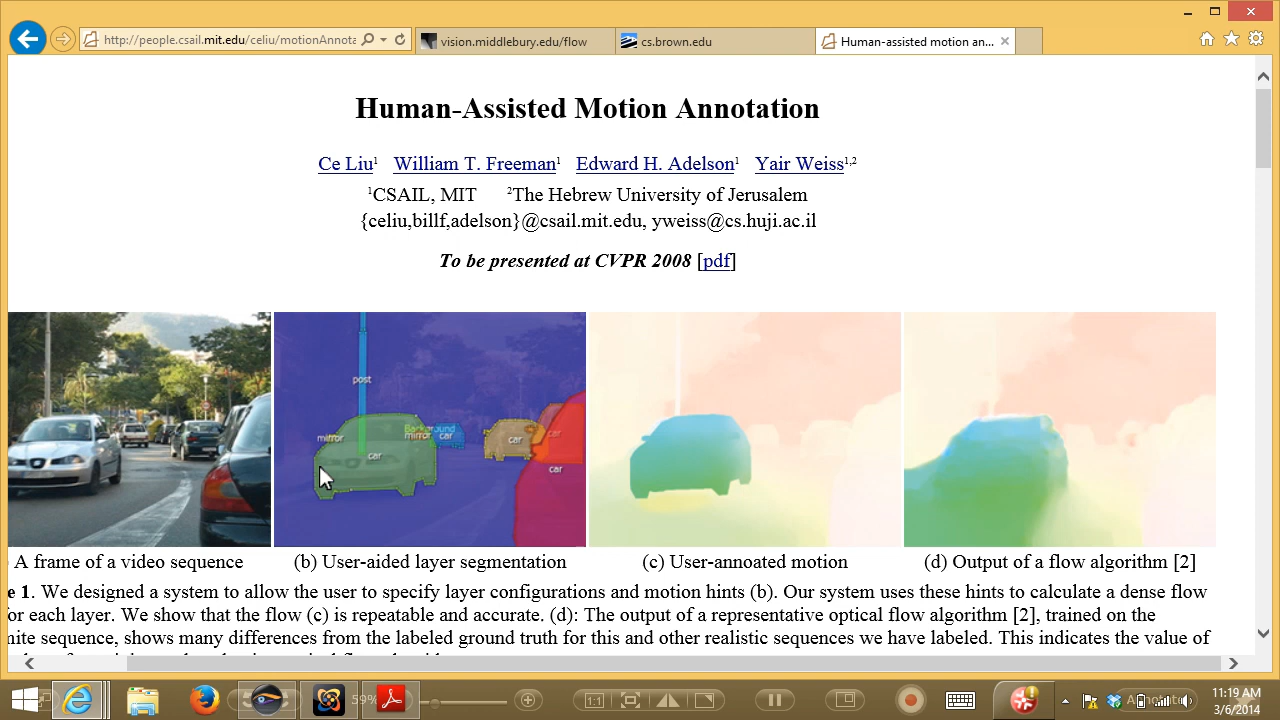 http://people.csail.mit.edu/celiu/motionAnnota
vision.middlebury.edu/flow
cs.brown.edu
Human-assisted motion an...
Human-Assisted Motion Annotation
Ce Liu1 William T. Freeman1 Edward H. Adelson1 Yair Weiss1,2
1CSAIL, MIT 2The Hebrew University of Jerusalem
{celiu,billf,adelson}@csail.mit.edu, yweiss@cs.huji.ac.il
To be presented at CVPR 2008 [pdf]
post
mirror
Background
mirror
car
car
car
car
car
A frame of a video sequence
(b) User-aided layer segmentation
(c) User-annoated motion
(d) Output of a flow algorithm [2]
e 1. We designed a system to allow the user to specify layer configurations and motion hints (b). Our system uses these hints to calculate a dense flow
or each layer. We show that the flow (c) is repeatable and accurate. (d): The output of a representative optical flow algorithm [2], trained on the
nite sequence, shows many differences from the labeled ground truth for this and other realistic sequences we have labeled. This indicates the value of
59%
1:1
Annotate
11:19 AM
3/6/2014